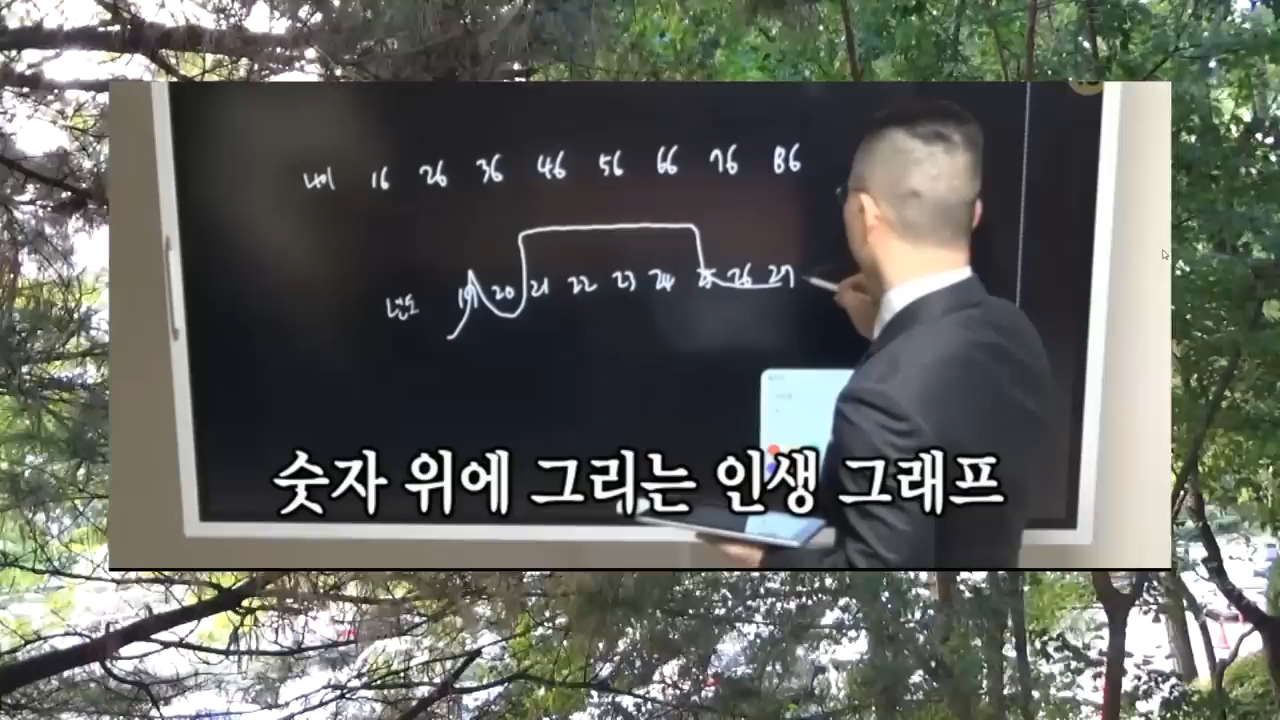 나이 16 26 36 46 56 66 76 86
년도 19 20 21 22 23 24 25 26 27
숫자 위에 그리는 인생 그래프